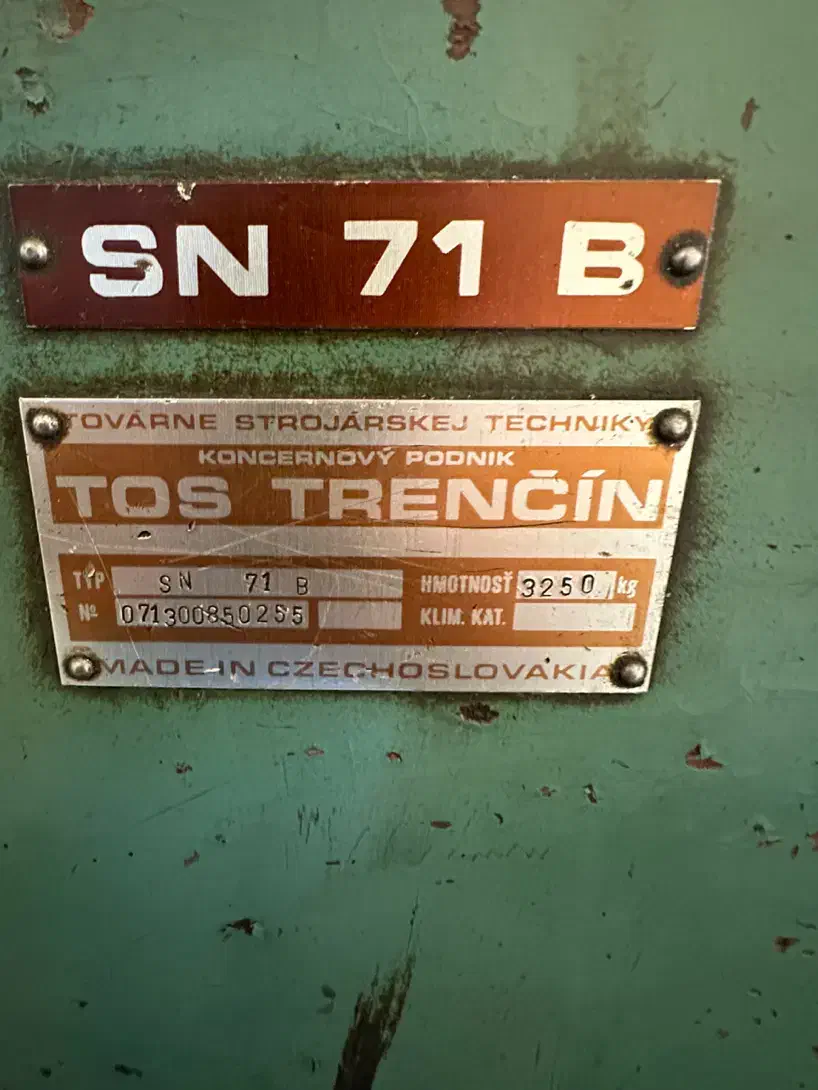 SN 71 B
TOVÁRNE STROJÁRSKEJ TECHNIKY
KONCERNOVÝ PODNIK
TOS TRENČÍN
TYP SN 71 B HMOTNOSŤ 3250 kg
Nº 071300850255 KLIM. KAT.
MADE IN CZECHOSLOVAKIA